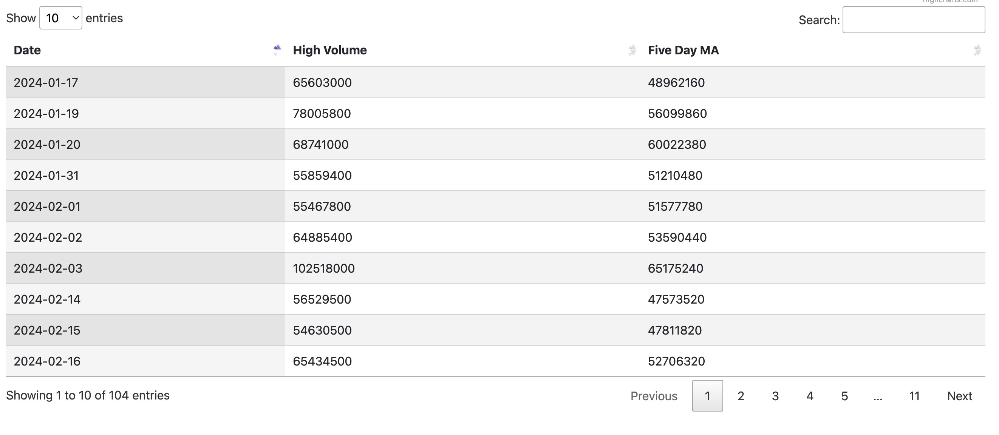 Highcharts.com
Show 10 entries Search:
Date High Volume Five Day MA
2024-01-17 65603000 48962160
2024-01-19 78005800 56099860
2024-01-20 68741000 60022380
2024-01-31 55859400 51210480
2024-02-01 55467800 51577780
2024-02-02 64885400 53590440
2024-02-03 102518000 65175240
2024-02-14 56529500 47573520
2024-02-15 54630500 47811820
2024-02-16 65434500 52706320
Showing 1 to 10 of 104 entries Previous 1 2 3 4 5 ... 11 Next